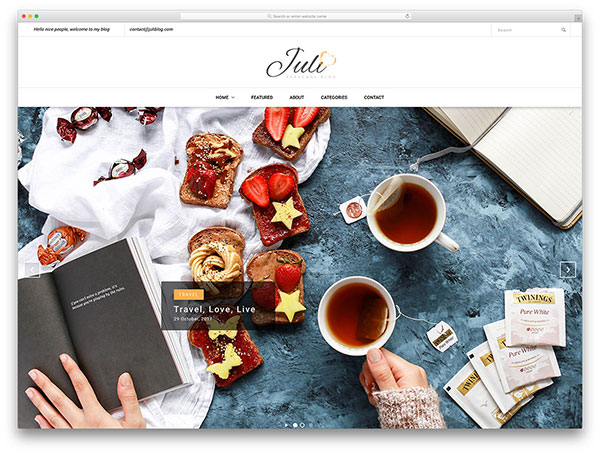 Search or enter website name
Hello nice people, welcome to my blog
contact@juliblog.com
Search
Juli
PERSONAL BLOG
HOME
FEATURED
ABOUT
CATEGORIES
CONTACT
TRAVEL
Travel, Love, Live
29 October, 2017
TWININGS
Pure White
TWININGS
Pure White